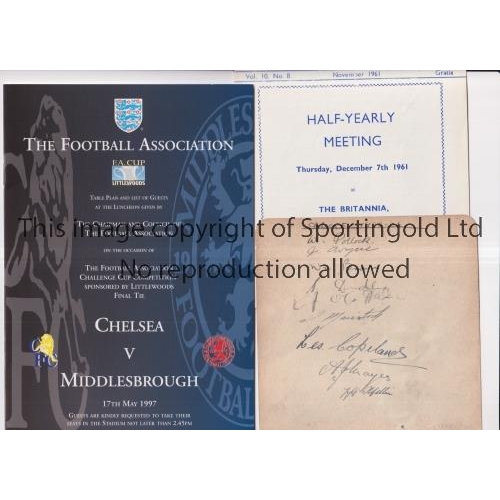 THE FOOTBALL ASSOCIATION
F.A. CUP
LITTLEWOODS
TABLE PLAN AND LIST OF GUESTS
AT THE LUNCHEON GIVEN BY
THE CHAIRMAN AND COUNCIL OF
THE FOOTBALL ASSOCIATION
ON THE OCCASION OF
THE FOOTBALL ASSOCIATION
CHALLENGE CUP COMPETITION
SPONSORED BY LITTLEWOODS
FINAL TIE
CHELSEA
V
MIDDLESBROUGH
17TH MAY 1997
GUESTS ARE KINDLY REQUESTED TO TAKE THEIR
SEATS IN THE STADIUM NOT LATER THAN 2.45PM
Vol. 10, No. 8 November 1961 Gratis
HALF-YEARLY
MEETING
Thursday, December 7th 1961
THE BRITANNIA,
This image copyright of Sportingold Ltd
No reproduction allowed
Pollock
Les Copeland